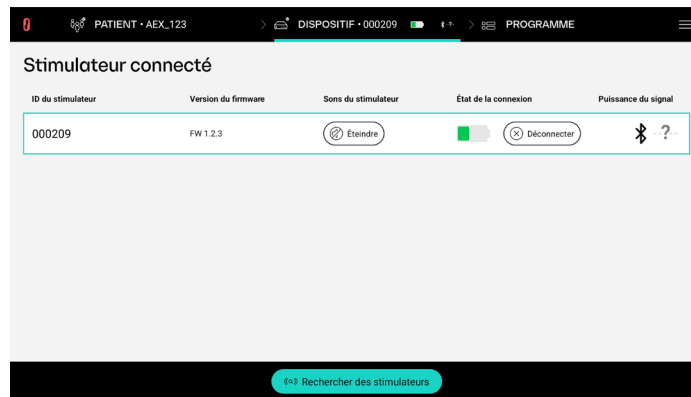 PATIENT • AEX_123 > DISPOSITIF • 000209 -?- > PROGRAMME
Stimulateur connecté
ID du stimulateur Version du firmware Sons du stimulateur État de la connexion Puissance du signal
000209 FW 1.2.3 Éteindre Déconnecter -?-
Rechercher des stimulateurs